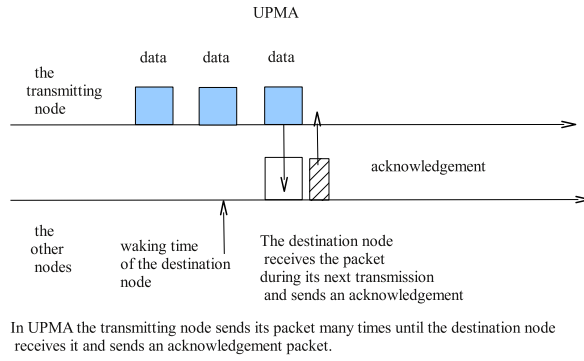 UPMA
data data data
the
transmitting
node
acknowledgement
the
other
nodes
waking time
of the destination
node
The destination node
receives the packet
during its next transmission
and sends an acknowledgement
In UPMA the transmitting node sends its packet many times until the destination node
receives it and sends an acknowledgement packet.